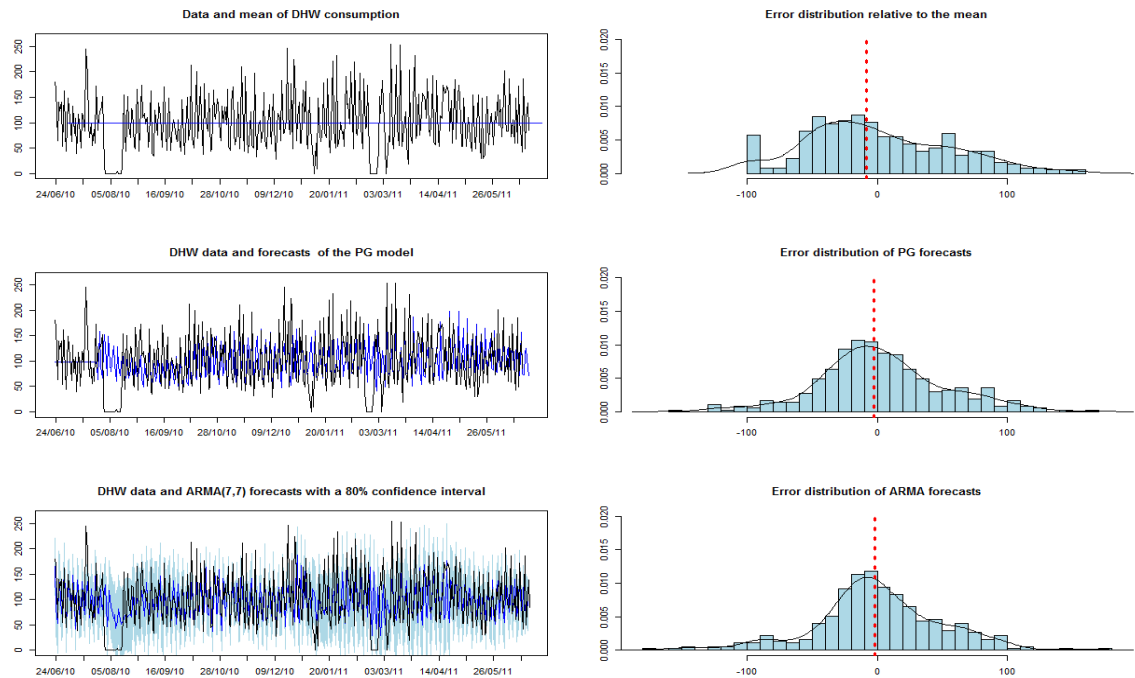 Data and mean of DHW consumption
250
200
150
100
50
0
24/06/10 05/08/10 16/09/10 28/10/10 09/12/10 20/01/11 03/03/11 14/04/11 26/05/11
Error distribution relative to the mean
0.020
0.015
0.010
0.005
0.000
-100 0 100
DHW data and forecasts of the PG model
250
200
150
100
50
0
24/06/10 05/08/10 16/09/10 28/10/10 09/12/10 20/01/11 03/03/11 14/04/11 26/05/11
Error distribution of PG forecasts
0.020
0.015
0.010
0.005
0.000
-100 0 100
DHW data and ARMA(7,7) forecasts with a 80% confidence interval
250
200
150
100
50
0
24/06/10 05/08/10 16/09/10 28/10/10 09/12/10 20/01/11 03/03/11 14/04/11 26/05/11
Error distribution of ARMA forecasts
0.020
0.015
0.010
0.005
0.000
-100 0 100